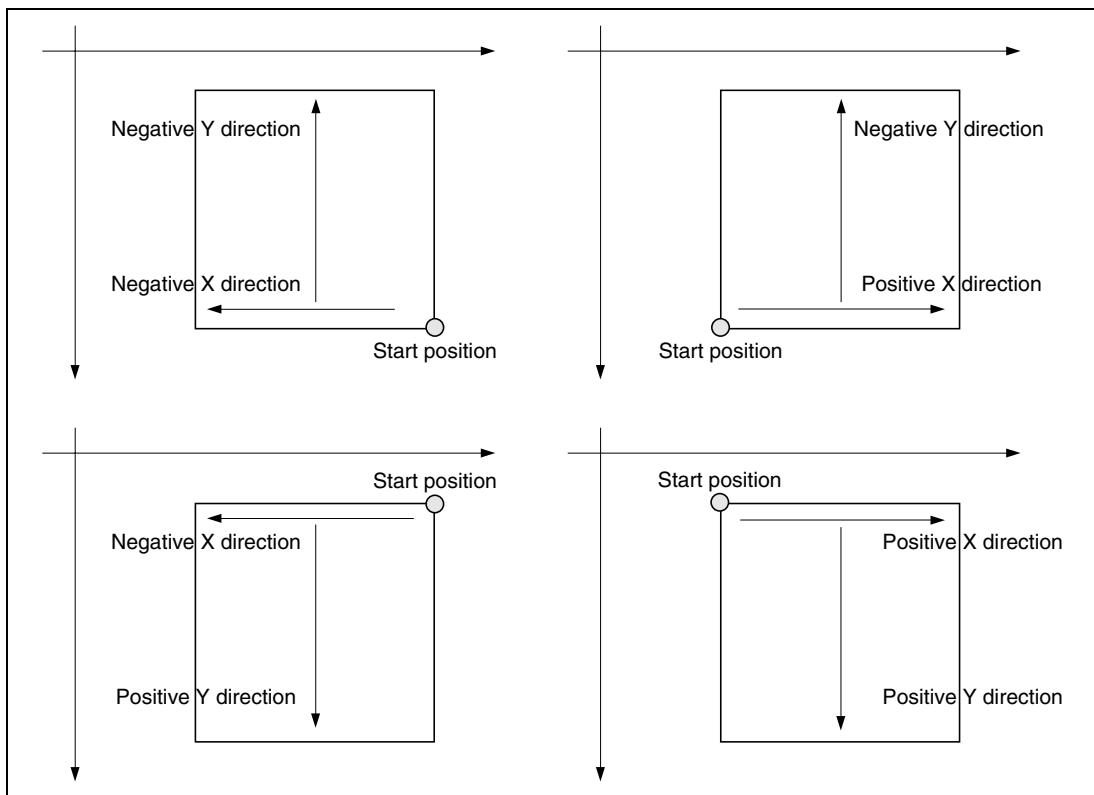 Negative Y direction
Negative X direction
Start position
Negative Y direction
Positive X direction
Start position
Start position
Negative X direction
Positive Y direction
Start position
Positive X direction
Positive Y direction